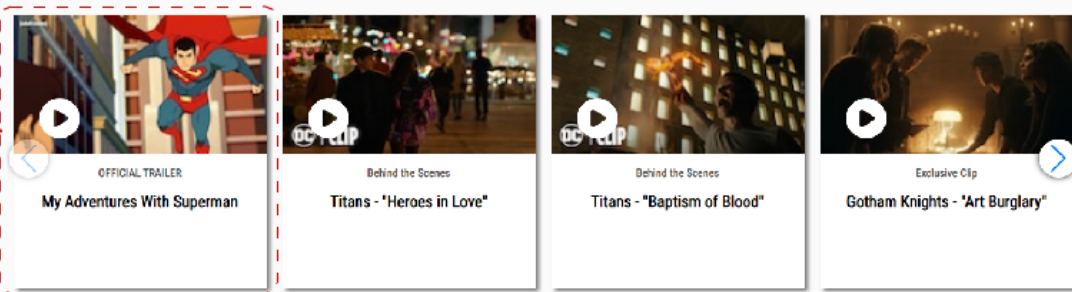 OFFICIAL TRAILER
My Adventures With Superman
DC
CLIP
Behind the Scenes
Titans - "Heroes in Love"
DC
CLIP
Behind the Scenes
Titans - "Baptism of Blood"
Exclusive Clip
Gotham Knights - "Art Burglary"